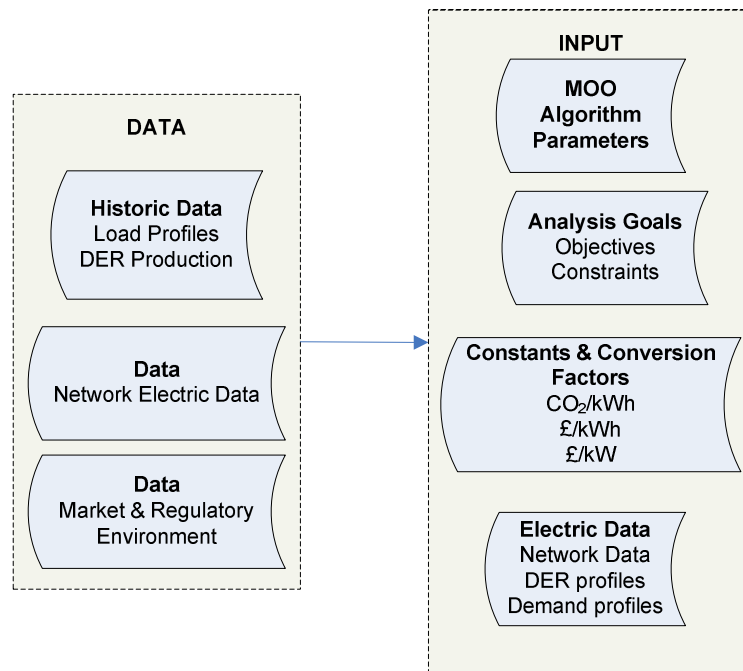 DATA
Historic Data
Load Profiles
DER Production
Data
Network Electric Data
Data
Market & Regulatory
Environment
INPUT
MOO
Algorithm
Parameters
Analysis Goals
Objectives
Constraints
Constants & Conversion
Factors
CO₂/kWh
£/kWh
£/kW
Electric Data
Network Data
DER profiles
Demand profiles